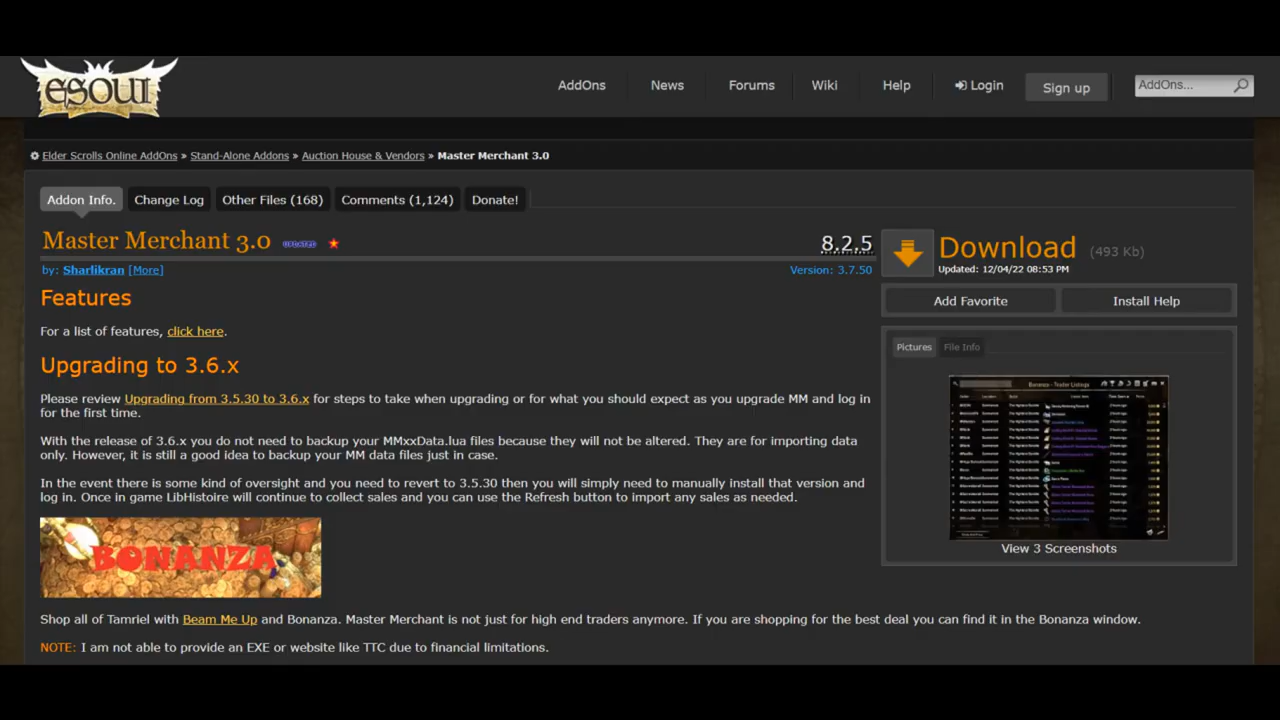 esoui
AddOns News Forums Wiki Help Login Sign up AddOns...
Elder Scrolls Online AddOns » Stand-Alone Addons » Auction House & Vendors » Master Merchant 3.0
Addon Info. Change Log Other Files (168) Comments (1,124) Donate!
Master Merchant 3.0 UPDATED 8.2.5
by: Sharlikran [More] Version: 3.7.50
Download (493 Kb)
Updated: 12/04/22 08:53 PM
Add Favorite Install Help
Pictures File Info
Bonanza - Trader Listings
View 3 Screenshots
Features
For a list of features, click here.
Upgrading to 3.6.x
Please review Upgrading from 3.5.30 to 3.6.x for steps to take when upgrading or for what you should expect as you upgrade MM and log in
for the first time.
With the release of 3.6.x you do not need to backup your MMxxData.lua files because they will not be altered. They are for importing data
only. However, it is still a good idea to backup your MM data files just in case.
In the event there is some kind of oversight and you need to revert to 3.5.30 then you will simply need to manually install that version and
log in. Once in game LibHistoire will continue to collect sales and you can use the Refresh button to import any sales as needed.
BONANZA
Shop all of Tamriel with Beam Me Up and Bonanza. Master Merchant is not just for high end traders anymore. If you are shopping for the best deal you can find it in the Bonanza window.
NOTE: I am not able to provide an EXE or website like TTC due to financial limitations.